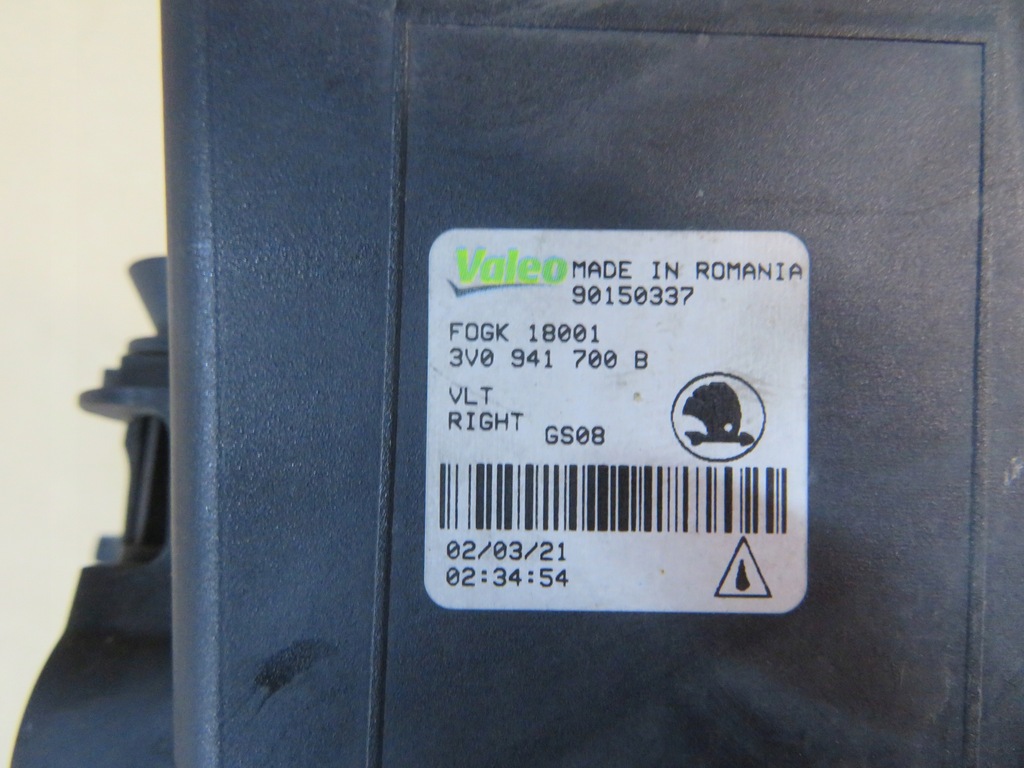 Valeo MADE IN ROMANIA
90150337
FOGK 18001
3V0 941 700 B
VLT
RIGHT GS08
02/03/21
02:34:54